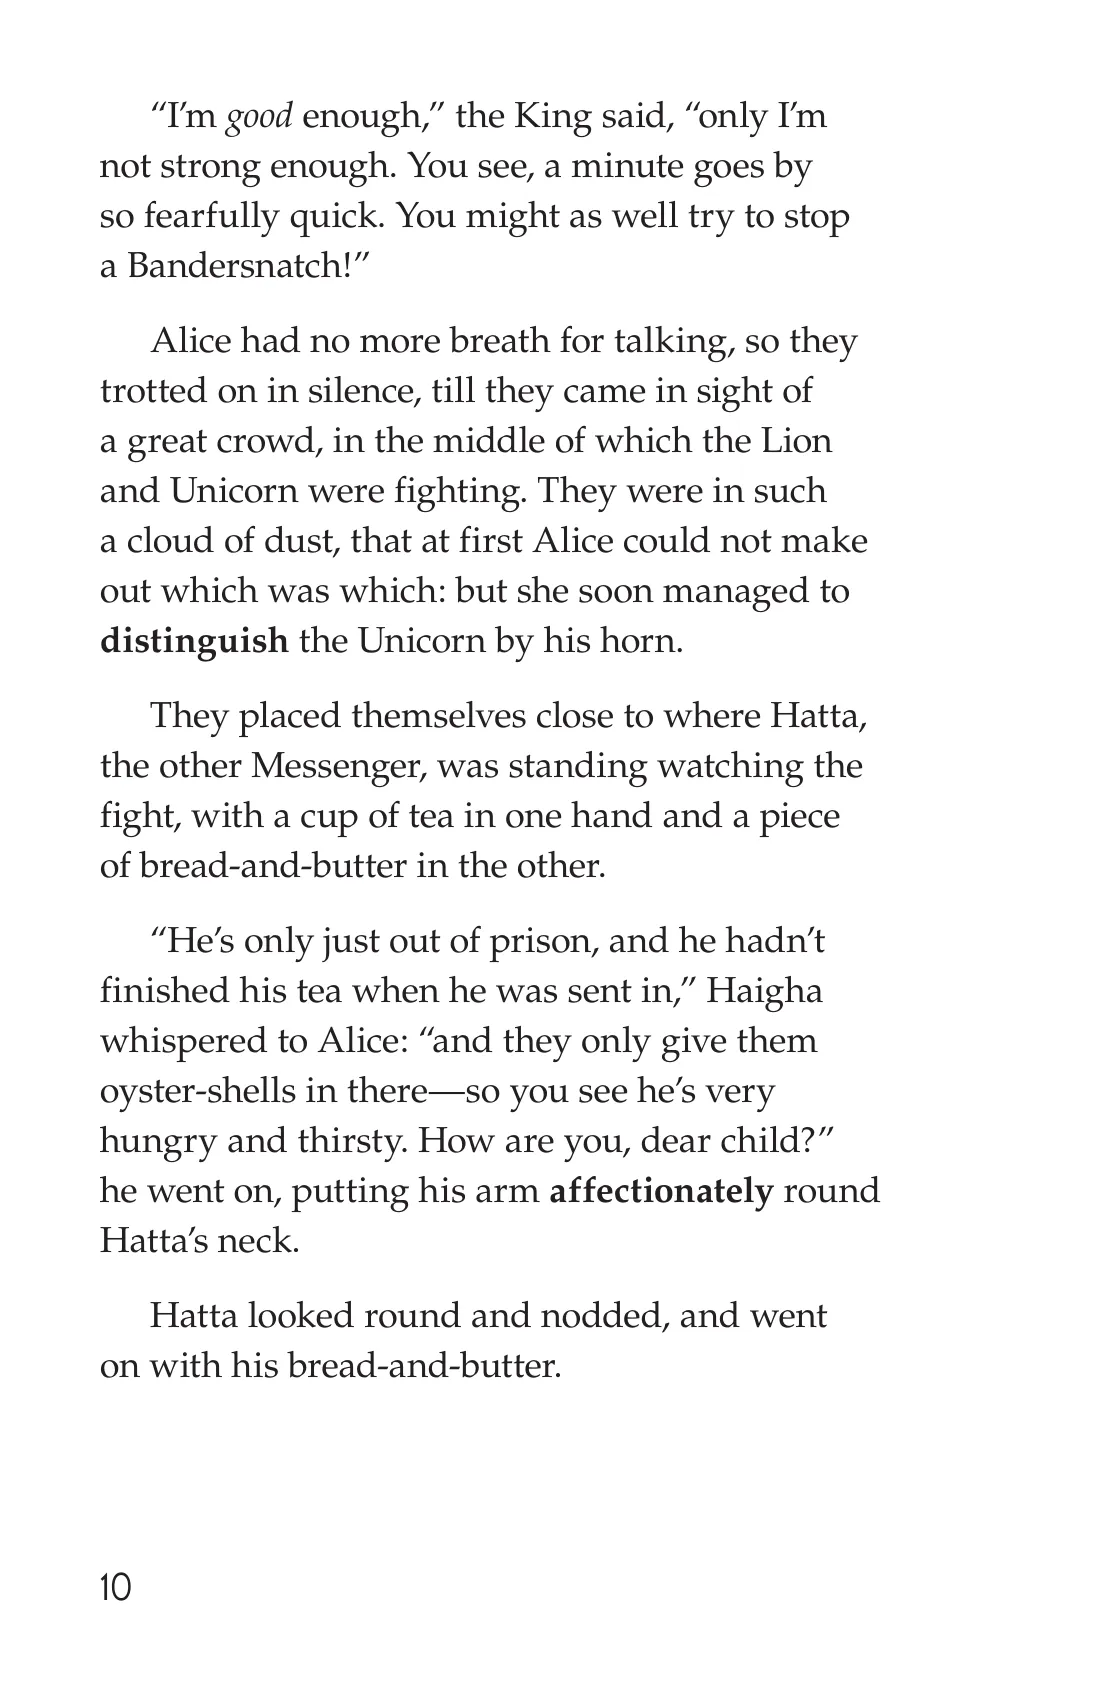 “I’m good enough,” the King said, “only I’m
not strong enough. You see, a minute goes by
so fearfully quick. You might as well try to stop
a Bandersnatch!”
Alice had no more breath for talking, so they
trotted on in silence, till they came in sight of
a great crowd, in the middle of which the Lion
and Unicorn were fighting. They were in such
a cloud of dust, that at first Alice could not make
out which was which: but she soon managed to
distinguish the Unicorn by his horn.
They placed themselves close to where Hatta,
the other Messenger, was standing watching the
fight, with a cup of tea in one hand and a piece
of bread-and-butter in the other.
“He’s only just out of prison, and he hadn’t
finished his tea when he was sent in,” Haigha
whispered to Alice: “and they only give them
oyster-shells in there—so you see he’s very
hungry and thirsty. How are you, dear child?”
he went on, putting his arm affectionately round
Hatta’s neck.
Hatta looked round and nodded, and went
on with his bread-and-butter.
10